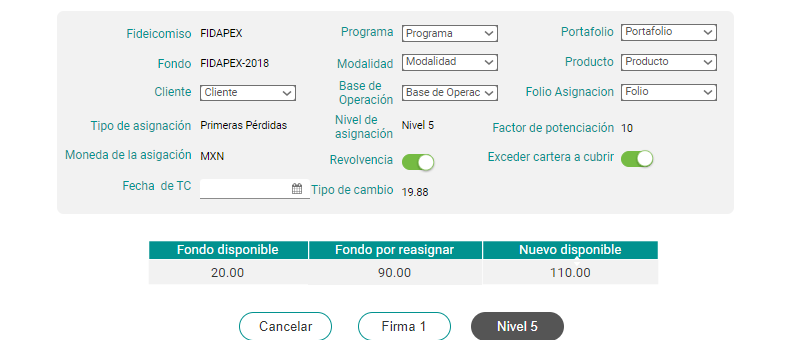 Fideicomiso FIDAPEX Programa Programa Portafolio Portafolio
Fondo FIDAPEX-2018 Modalidad Modalidad Producto Producto
Cliente Cliente Base de Operación Base de Operac Folio Asignacion Folio
Tipo de asignación Primeras Pérdidas Nivel de asignación Nivel 5 Factor de potenciación 10
Moneda de la asigación MXN Revolvencia Exceder cartera a cubrir
Fecha de TC Tipo de cambio 19.88
Fondo disponible Fondo por reasignar Nuevo disponible
20.00 90.00 110.00
Cancelar Firma 1 Nivel 5